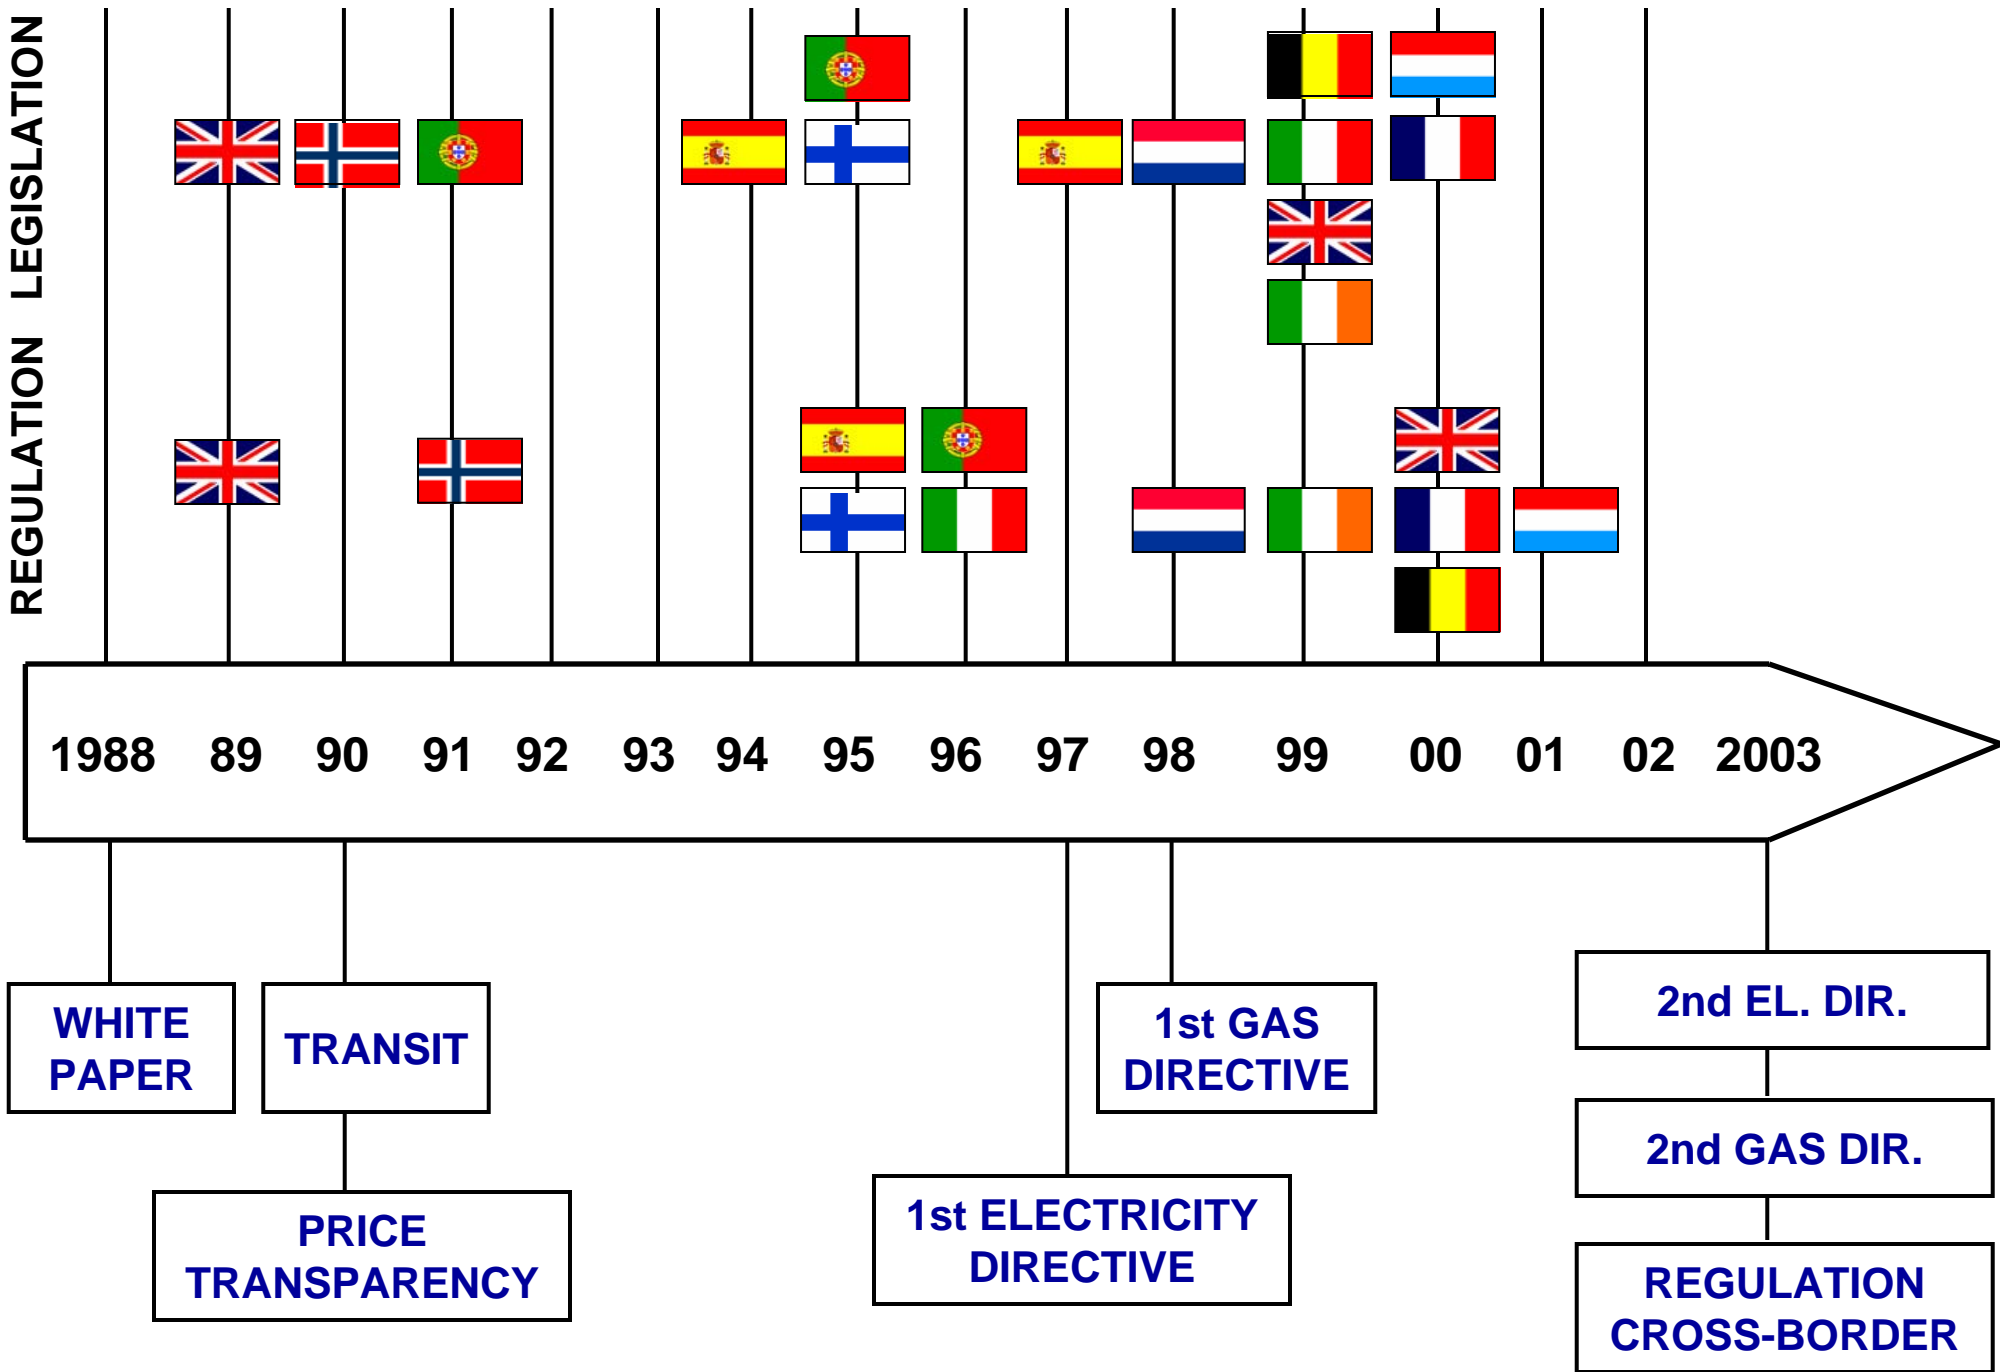 LEGISLATION
REGULATION
1988 89 90 91 92 93 94 95 96 97 98 99 00 01 02 2003
WHITE
PAPER
TRANSIT
PRICE
TRANSPARENCY
1st ELECTRICITY
DIRECTIVE
1st GAS
DIRECTIVE
2nd EL. DIR.
2nd GAS DIR.
REGULATION
CROSS-BORDER